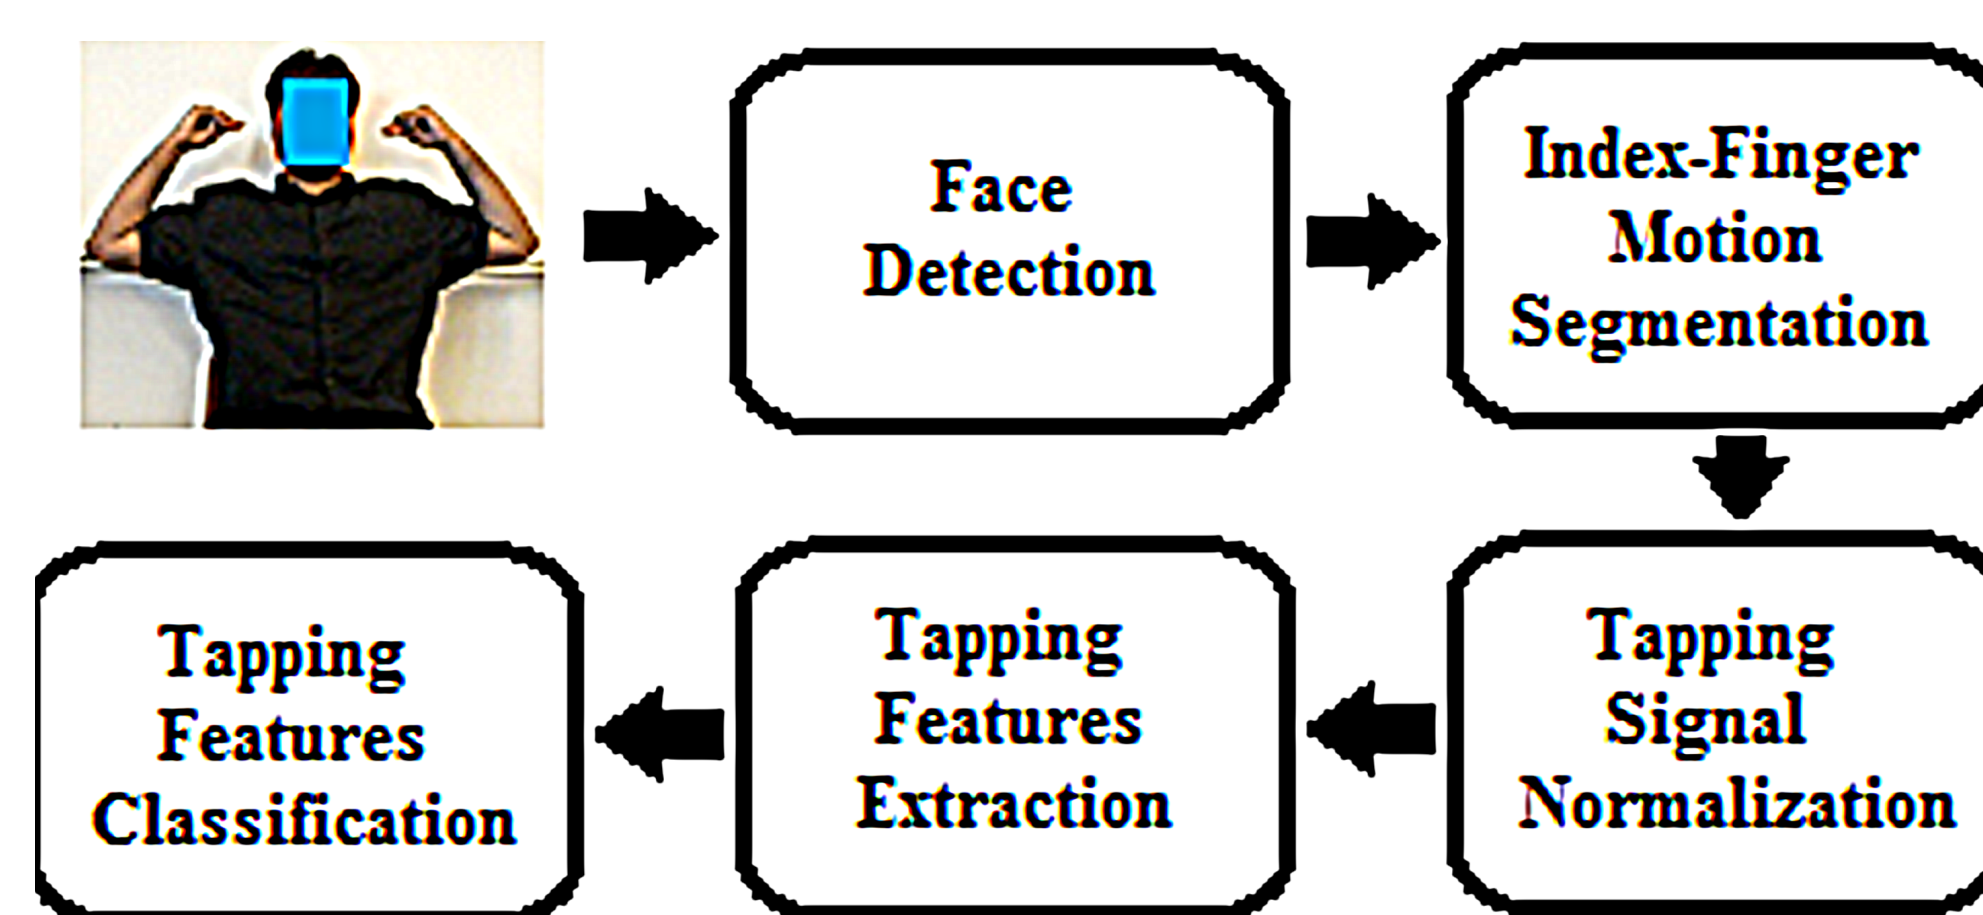 Face
Detection
Index-Finger
Motion
Segmentation
Tapping
Signal
Normalization
Tapping
Features
Extraction
Tapping
Features
Classification